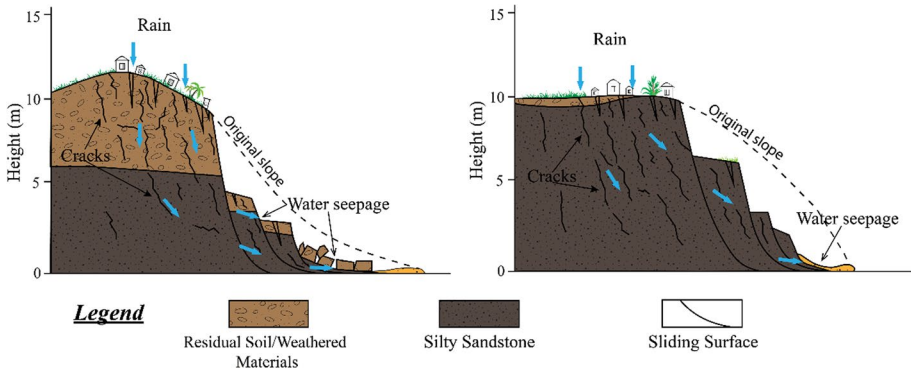 15
Rain
10
Height (m)
Cracks
5
Original slope
Water seepage
0
15
Rain
10
Height (m)
Cracks
5
Original slope
Water seepage
0
Legend
Residual Soil/Weathered
Materials
Silty Sandstone
Sliding Surface